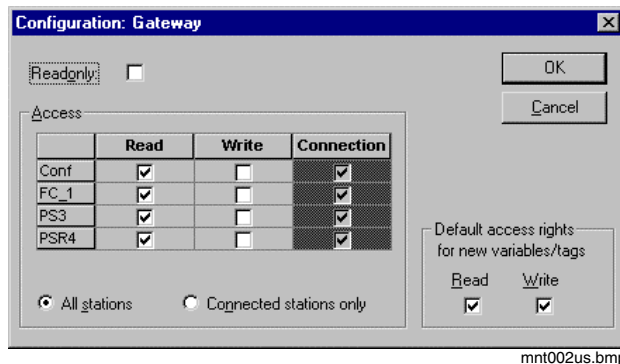 Configuration: Gateway
Readonly:
OK
Cancel
Access
Read Write Connection
Conf
FC_1
PS3
PSR4
All stations Connected stations only
Default access rights
for new variables/tags
Read Write
mnt002us.bmp